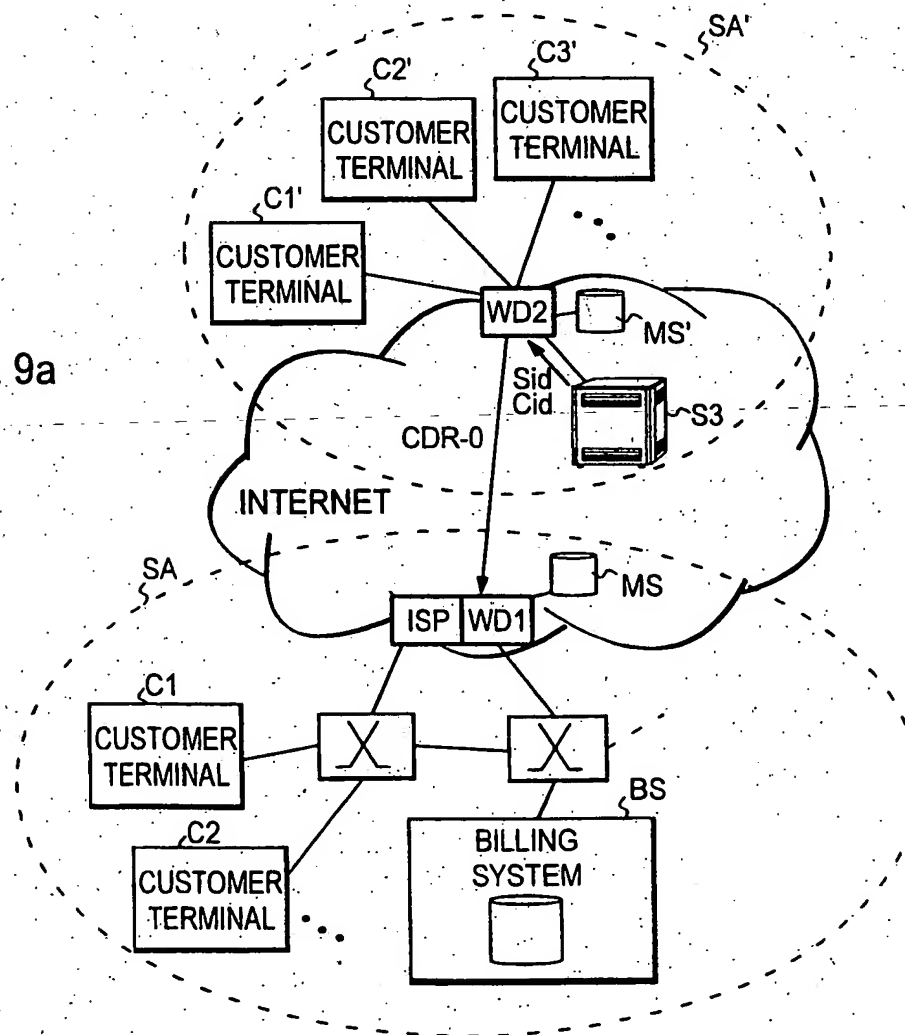 SA'
C2'
C3'
CUSTOMER
TERMINAL
CUSTOMER
TERMINAL
C1'
CUSTOMER
TERMINAL
WD2
MS'
9a
Sid
Cid
S3
CDR-0
INTERNET
SA
MS
ISP WD1
C1
CUSTOMER
TERMINAL
BS
C2
CUSTOMER
TERMINAL
BILLING
SYSTEM